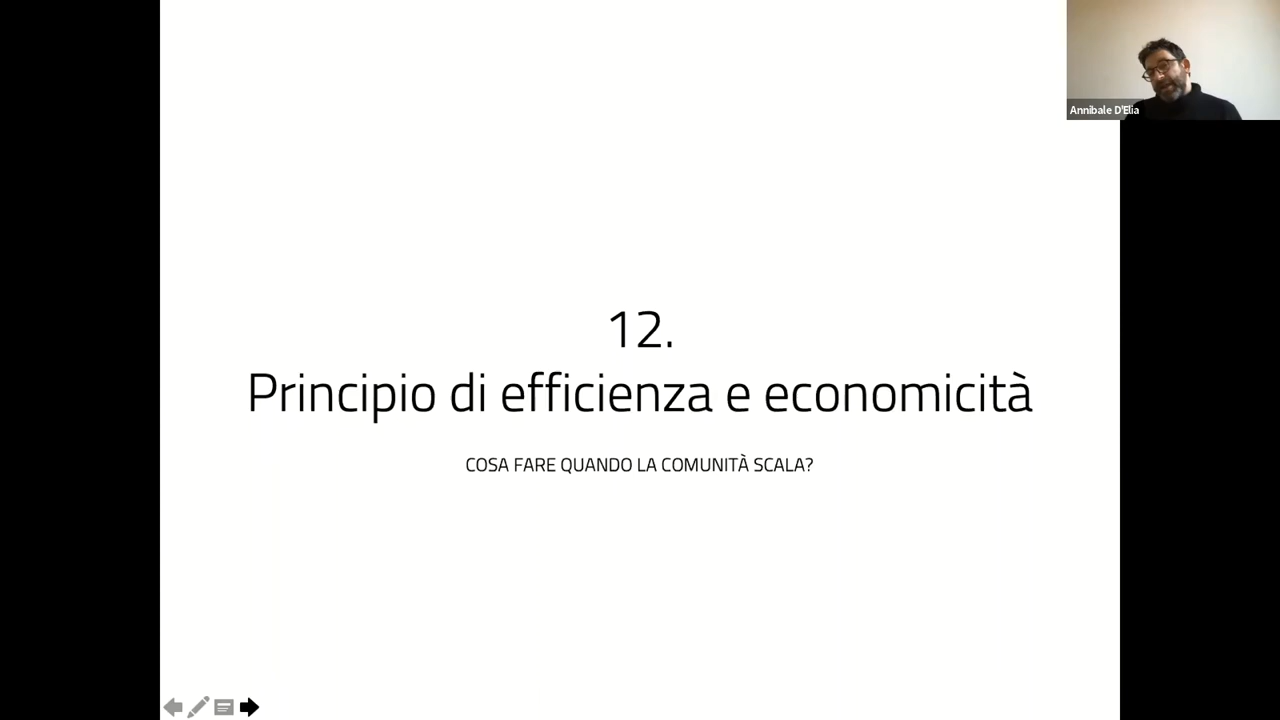 Annibale D'Elia
12.
Principio di efficienza e economicità
COSA FARE QUANDO LA COMUNITÀ SCALA?